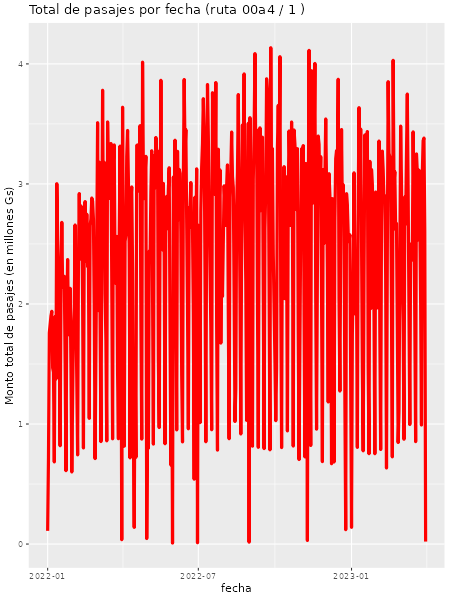 Total de pasajes por fecha (ruta 00a4 / 1 )
Monto total de pasajes (en millones Gs)
4
3
2
1
0
2022-01
2022-07
2023-01
fecha